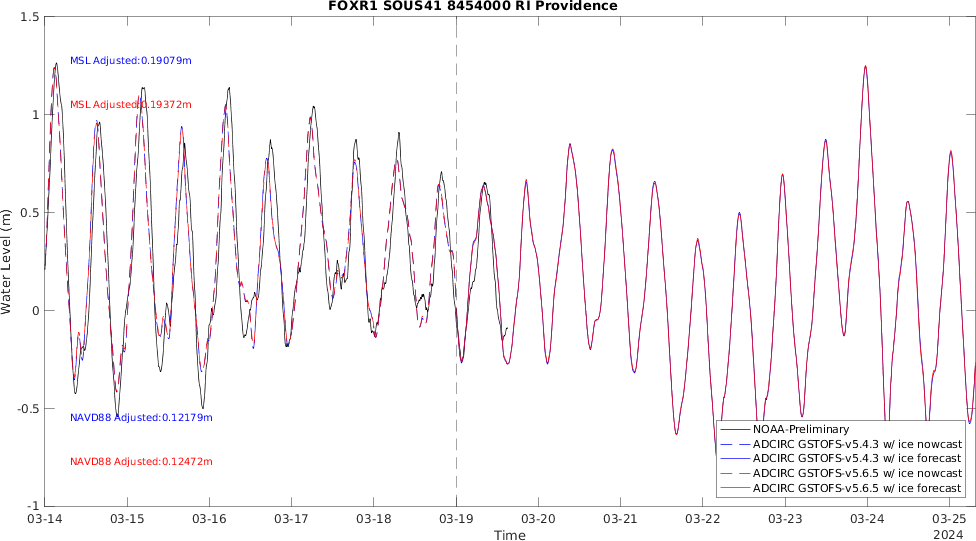 FOXR1 SOUS41 8454000 RI Providence
1.5
MSL Adjusted:0.19079m
MSL Adjusted:0.19372m
1
0.5
Water Level (m)
0
-0.5
NAVD88 Adjusted:0.12179m
NAVD88 Adjusted:0.12472m
NOAA-Preliminary
ADCIRC GSTOFS-v5.4.3 w/ ice nowcast
ADCIRC GSTOFS-v5.4.3 w/ ice forecast
ADCIRC GSTOFS-v5.6.5 w/ ice nowcast
ADCIRC GSTOFS-v5.6.5 w/ ice forecast
-1
03-14 03-15 03-16 03-17 03-18 03-19 03-20 03-21 03-22 03-23 03-24 03-25
Time
2024